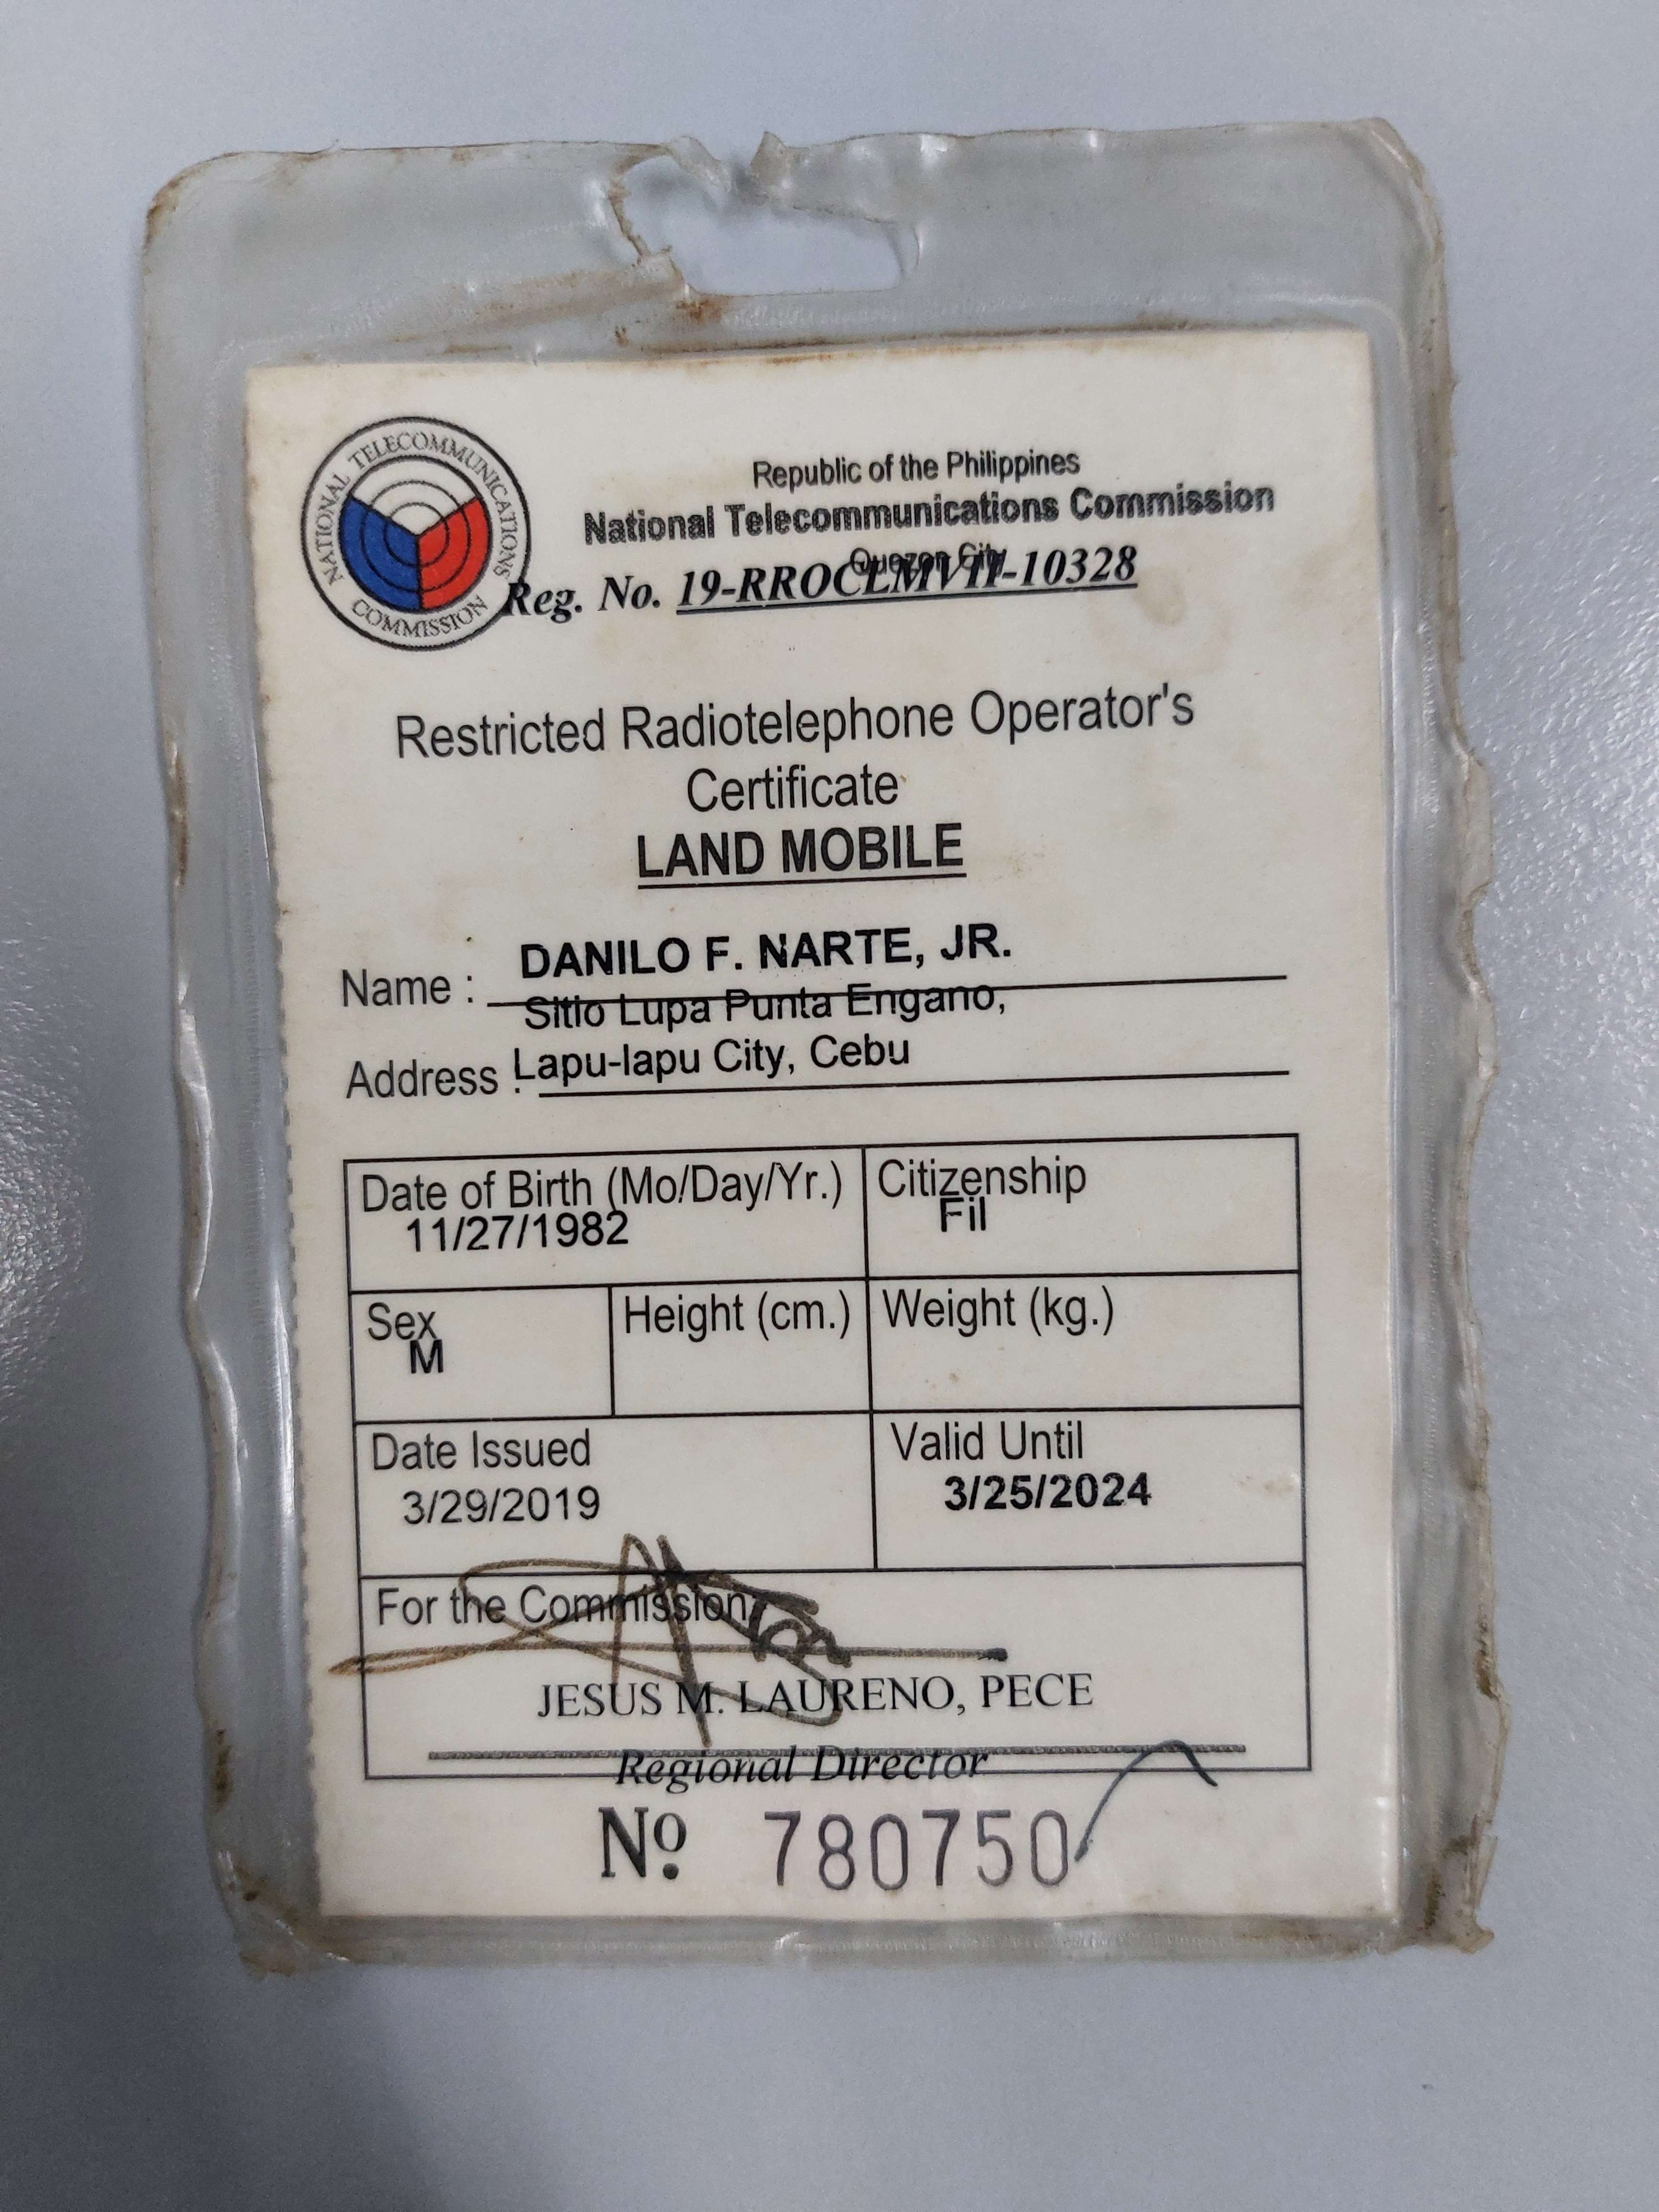 NATIONAL TELECOMMUNICATIONS COMMISSION
Republic of the Philippines
National Telecommunications Commission
Quezon City
Reg. No. 19-RROCLMVII-10328
Restricted Radiotelephone Operator's
Certificate
LAND MOBILE
Name : DANILO F. NARTE, JR.
Sitio Lupa Punta Engano,
Address : Lapu-lapu City, Cebu
Date of Birth (Mo/Day/Yr.) Citizenship
11/27/1982 Fil
Sex Height (cm.) Weight (kg.)
M
Date Issued Valid Until
3/29/2019 3/25/2024
For the Commission
JESUS M. LAURENO, PECE
Regional Director
Nº 780750